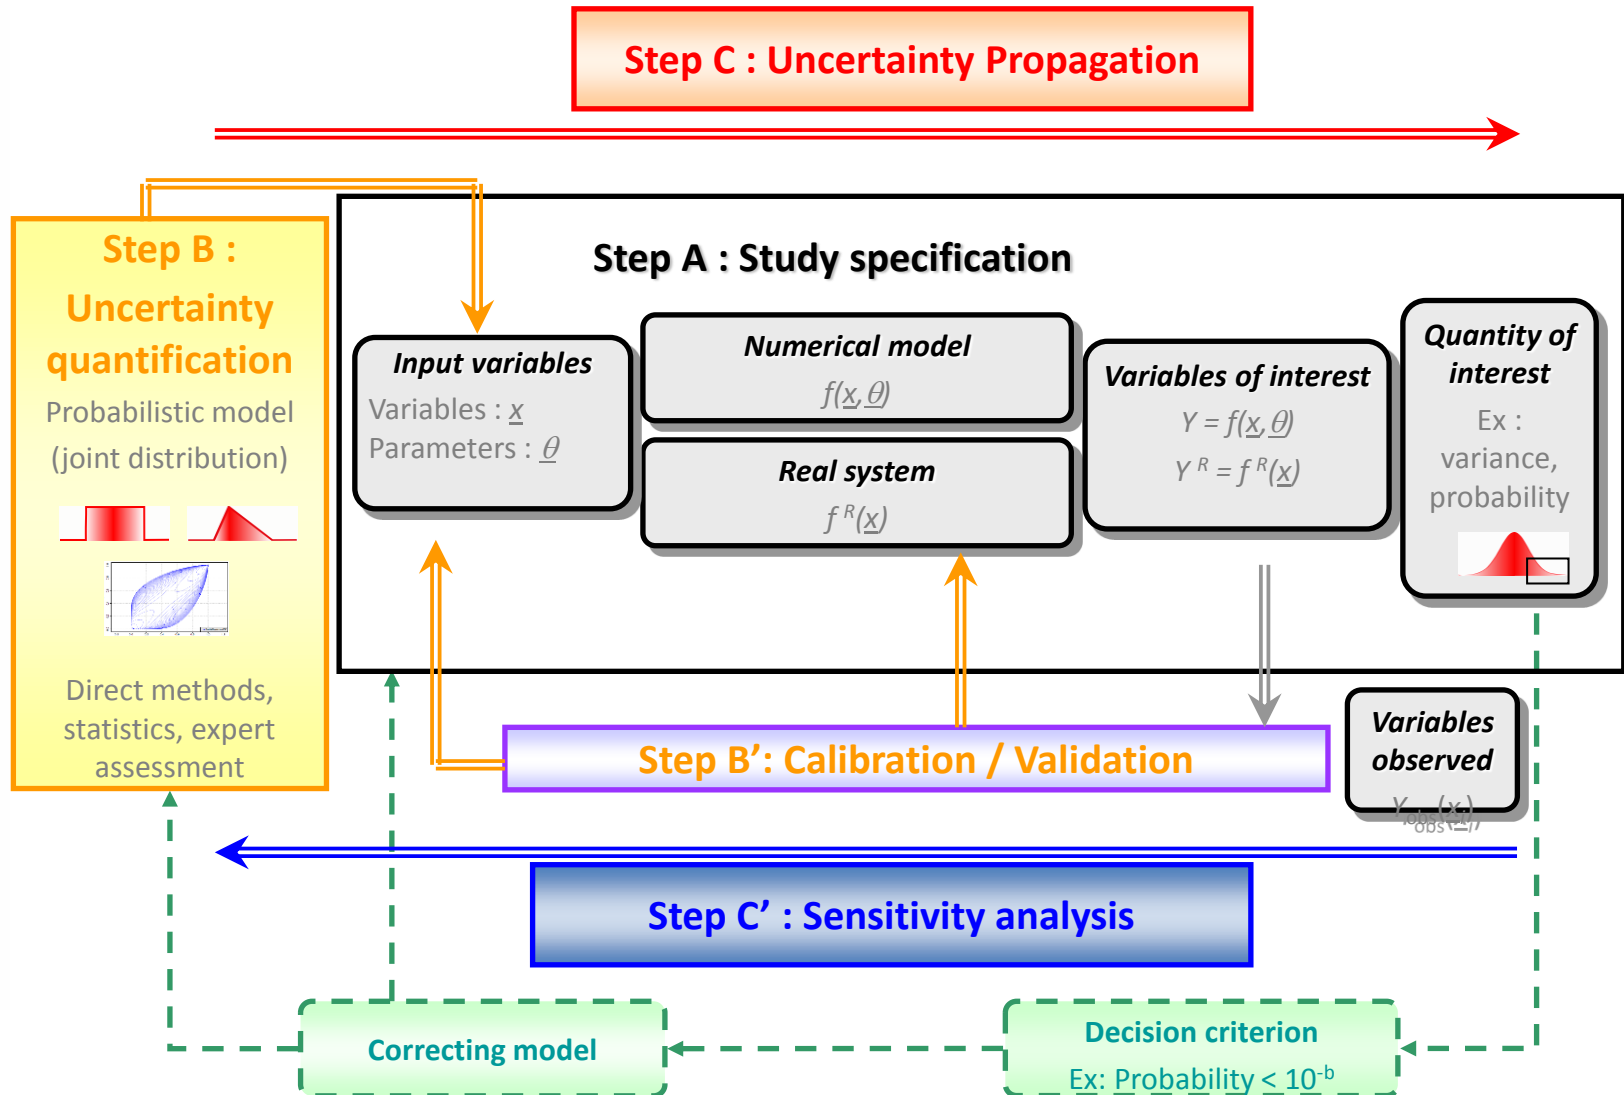 Step C : Uncertainty Propagation
Step B :
Uncertainty
quantification
Probabilistic model
(joint distribution)
Direct methods,
statistics, expert
assessment
Step A : Study specification
Input variables
Variables : x
Parameters : θ
Numerical model
f(x,θ)
Real system
f R(x)
Variables of interest
Y = f(x,θ)
Y R = f R(x)
Quantity of
interest
Ex :
variance,
probability
Step B’: Calibration / Validation
Variables
observed
Step C’ : Sensitivity analysis
Correcting model
Decision criterion
Ex: Probability < 10-b